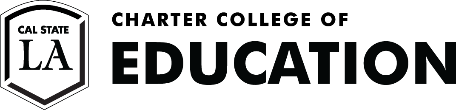 CAL STATE
LA
CHARTER COLLEGE OF
EDUCATION